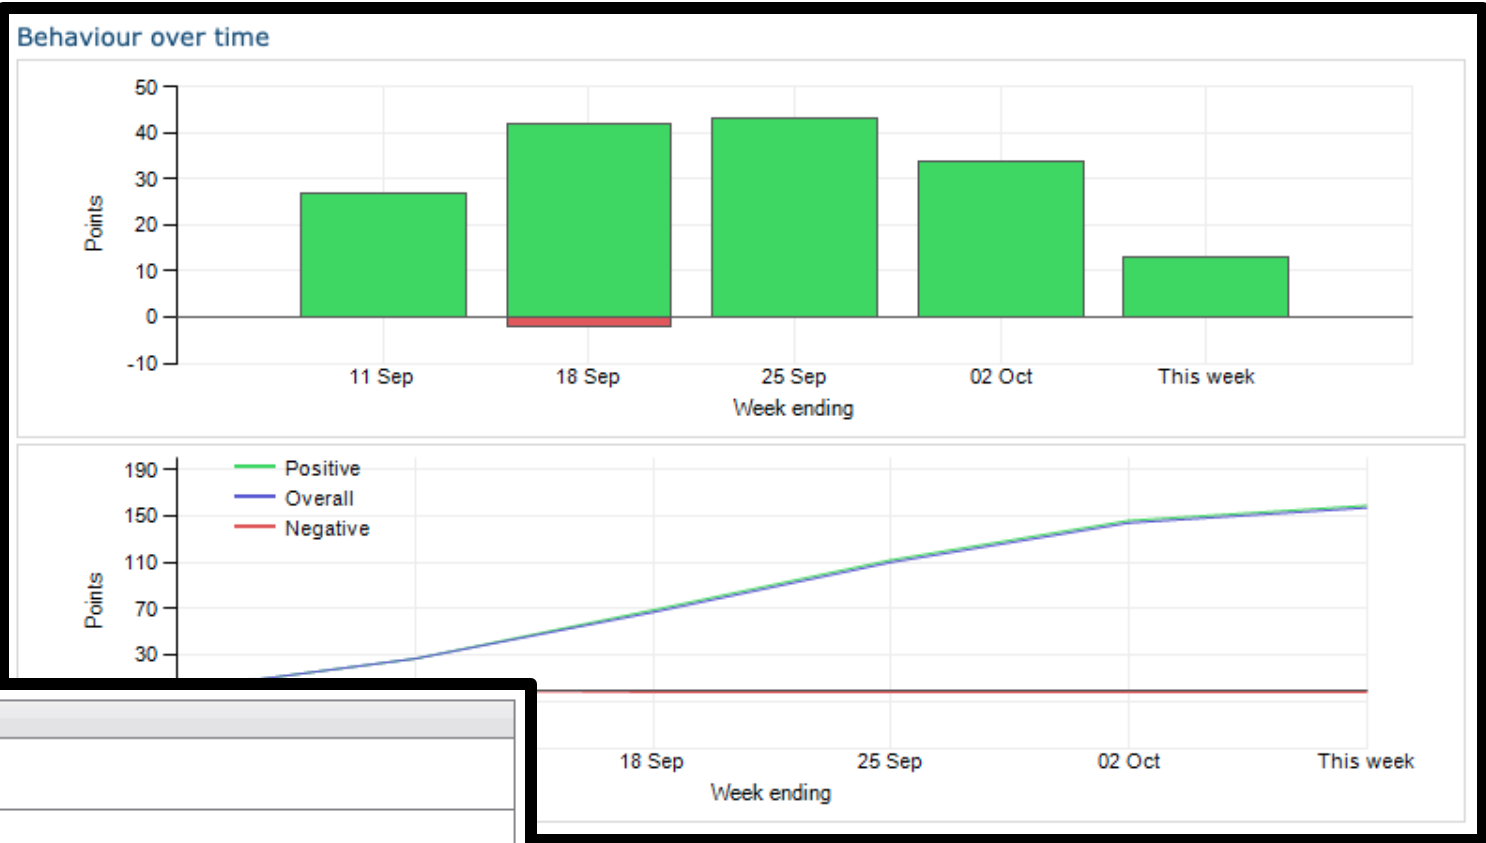 Behaviour over time
50
40
30
20
10
0
-10
Points
11 Sep 18 Sep 25 Sep 02 Oct This week
Week ending
190
150
110
70
30
Points
Positive
Overall
Negative
18 Sep 25 Sep 02 Oct This week
Week ending